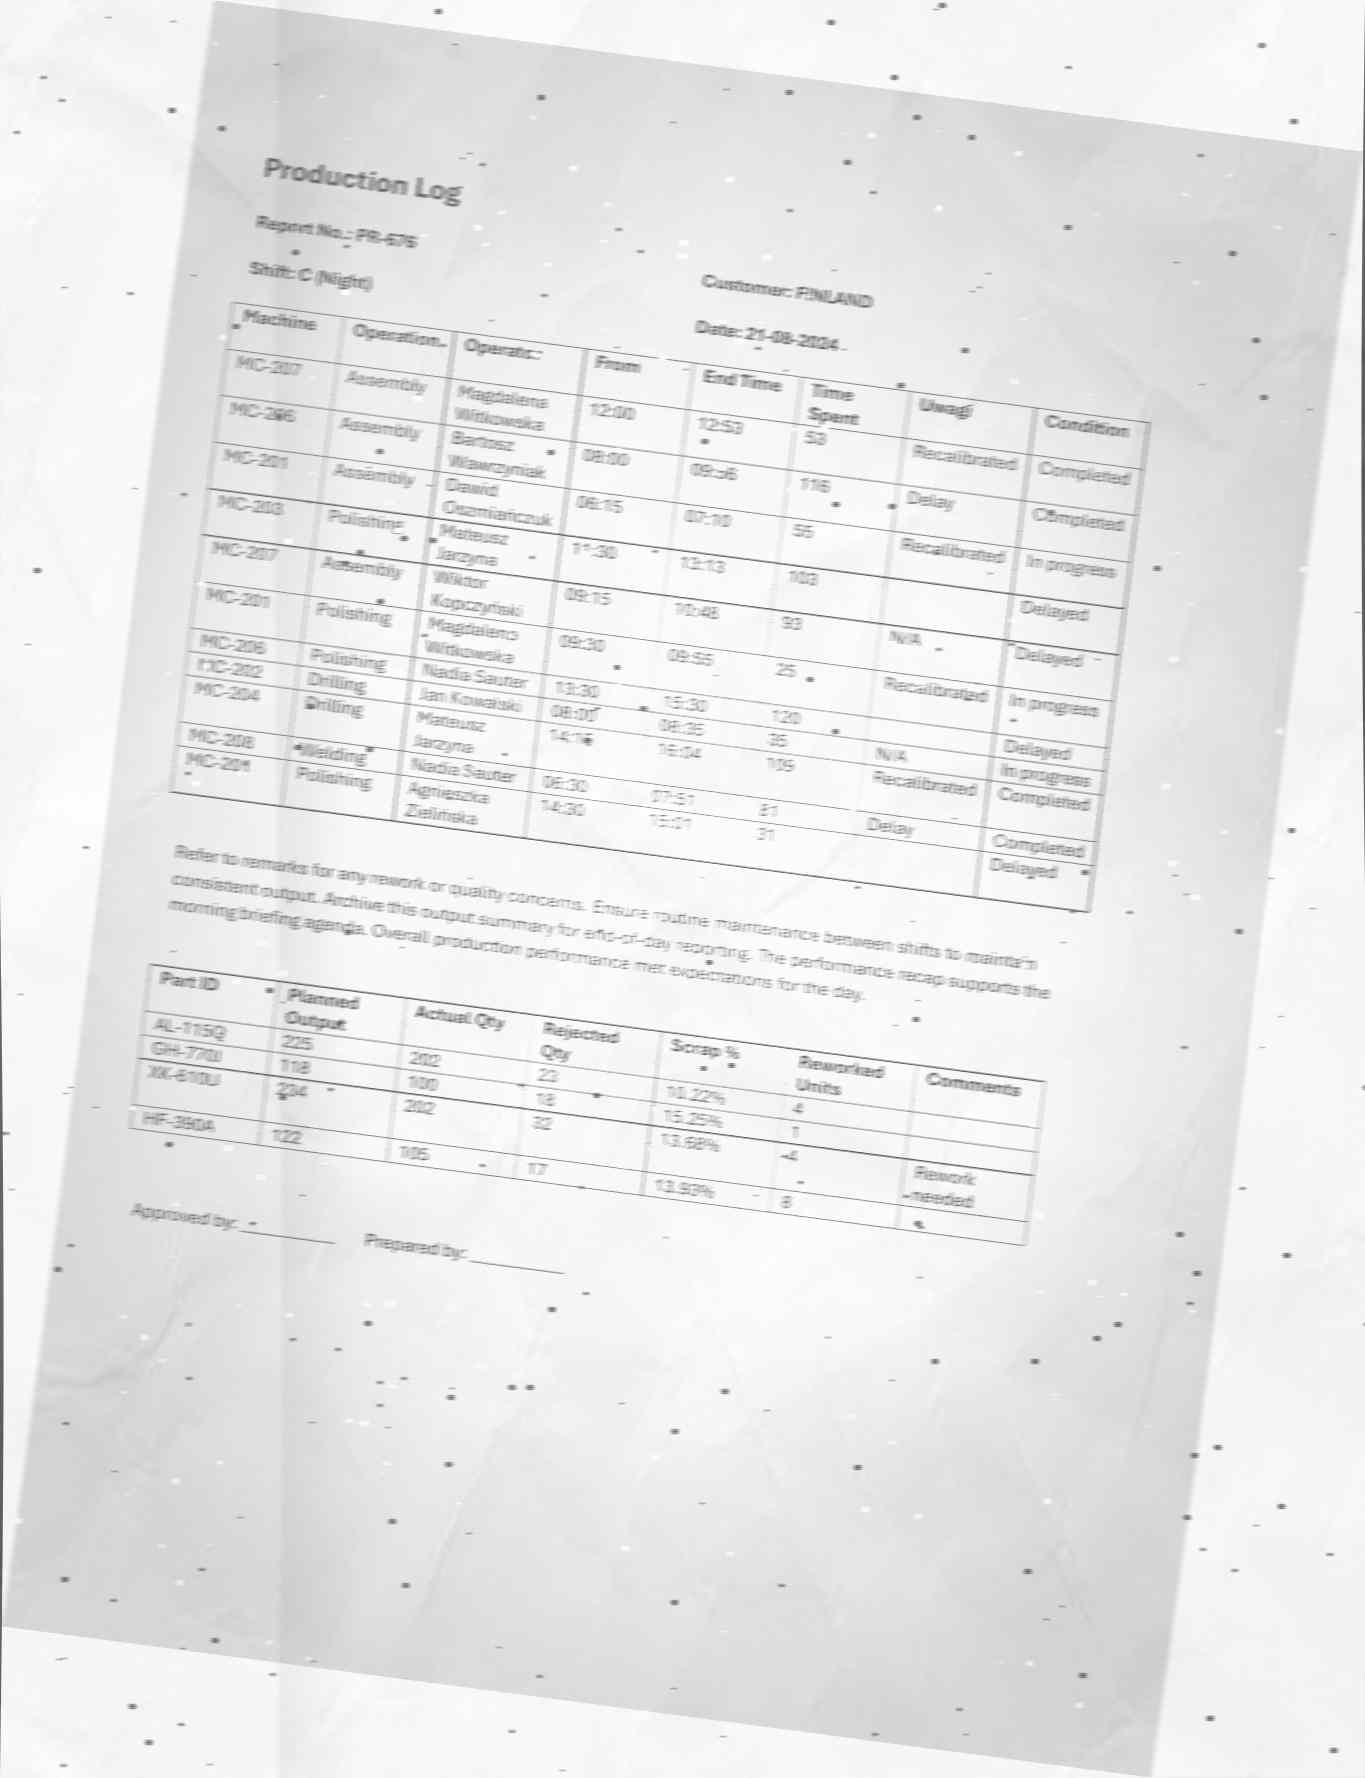 Production Log
Report No.: PR-676
Customer: FINLAND
Shift: C (Night)
Date: 21-08-2024
Machine Operation Operator From End Time Time Spent Uwagi Condition
MC-207 Assembly Magdalena Witkowska 12:00 12:53 53 Recalibrated Completed
MC-206 Assembly Bartosz Wawrzyniak 08:00 09:56 116 Delay Completed
MC-201 Assembly Dawid Ouzmiańczuk 06:15 07:10 55 Recalibrated In progress
MC-203 Polishing Mateusz Jarzyna 11:30 13:13 103 Delayed
MC-207 Assembly Wiktor Kopczyński 09:15 10:48 93 N/A Delayed
MC-201 Polishing Magdalena Witkowska 09:30 09:55 25 Recalibrated In progress
MC-206 Polishing Nadia Sauter 13:30 15:30 120 Delayed
MC-202 Drilling Jan Kowalski 08:00 08:35 35 N/A In progress
MC-204 Drilling Mateusz Jarzyna 14:15 16:04 109 Recalibrated Completed
MC-208 Welding Nadia Sauter 06:30 07:51 81 Delay Completed
MC-201 Polishing Agnieszka Zielińska 14:30 15:01 31 Delayed
Refer to remarks for any rework or quality concerns. Ensure routine maintenance between shifts to maintain
consistent output. Archive this output summary for end-of-day reporting. The performance recap supports the
morning briefing agenda. Overall production performance met expectations for the day.
Part ID Planned Output Actual Qty Rejected Qty Scrap % Reworked Units Comments
AL-115Q 225 202 23 10.22% 4
GH-770J 118 100 18 15.25% 1
XK-610U 234 202 32 13.68% 4 Rework needed
HF-390A 122 105 17 13.93% 8
Approved by: Prepared by: